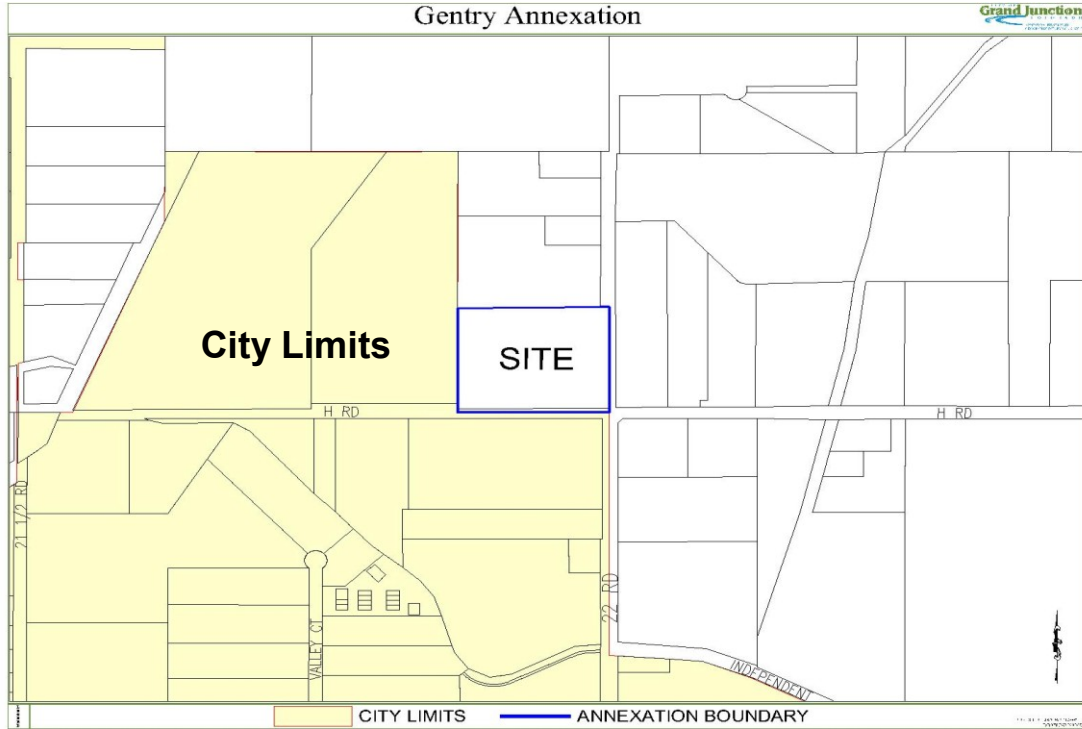 Gentry Annexation
Grand Junction
COLORADO
City Limits
SITE
H RD
H RD
21 1/2 RD
22 RD
VALLEY CT
INDEPENDENT
CITY LIMITS
ANNEXATION BOUNDARY